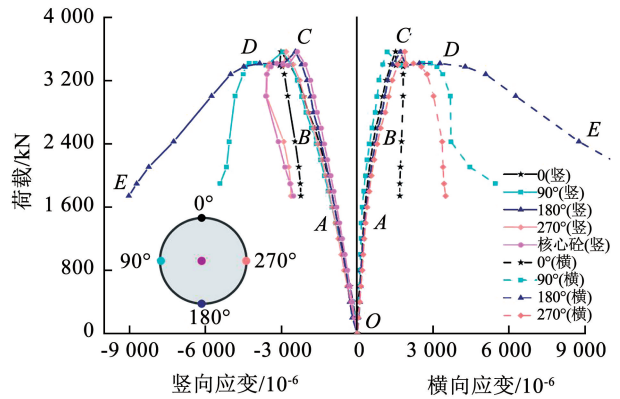 4 000
3 200
2 400
1 600
800
0
荷载/kN
D
C
B
A
E
O
C
D
B
A
E
0°
90°
270°
180°
0(竖)
90°(竖)
180°(竖)
270°(竖)
核心砼(竖)
0°(横)
90°(横)
180°(横)
270°(横)
-9 000
-6 000
-3 000
0
3 000
6 000
9 000
竖向应变/10⁻⁶
横向应变/10⁻⁶